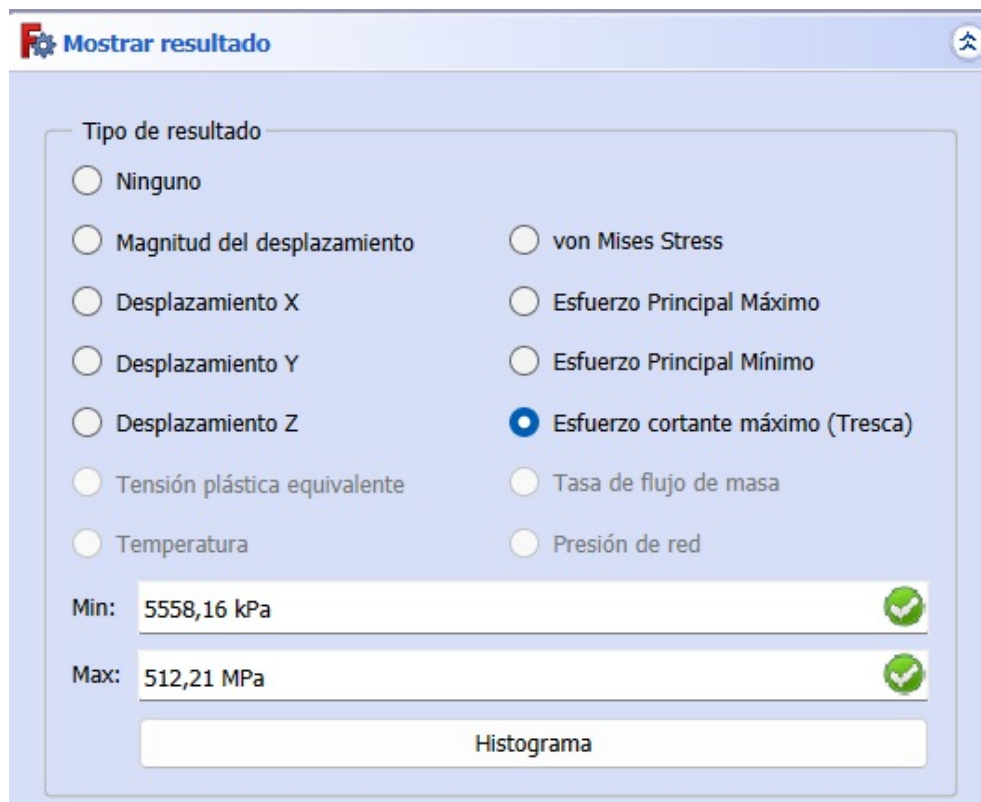 Mostrar resultado
Tipo de resultado
Ninguno
Magnitud del desplazamiento
von Mises Stress
Desplazamiento X
Esfuerzo Principal Máximo
Desplazamiento Y
Esfuerzo Principal Mínimo
Desplazamiento Z
Esfuerzo cortante máximo (Tresca)
Tensión plástica equivalente
Tasa de flujo de masa
Temperatura
Presión de red
Min: 5558,16 kPa
Max: 512,21 MPa
Histograma